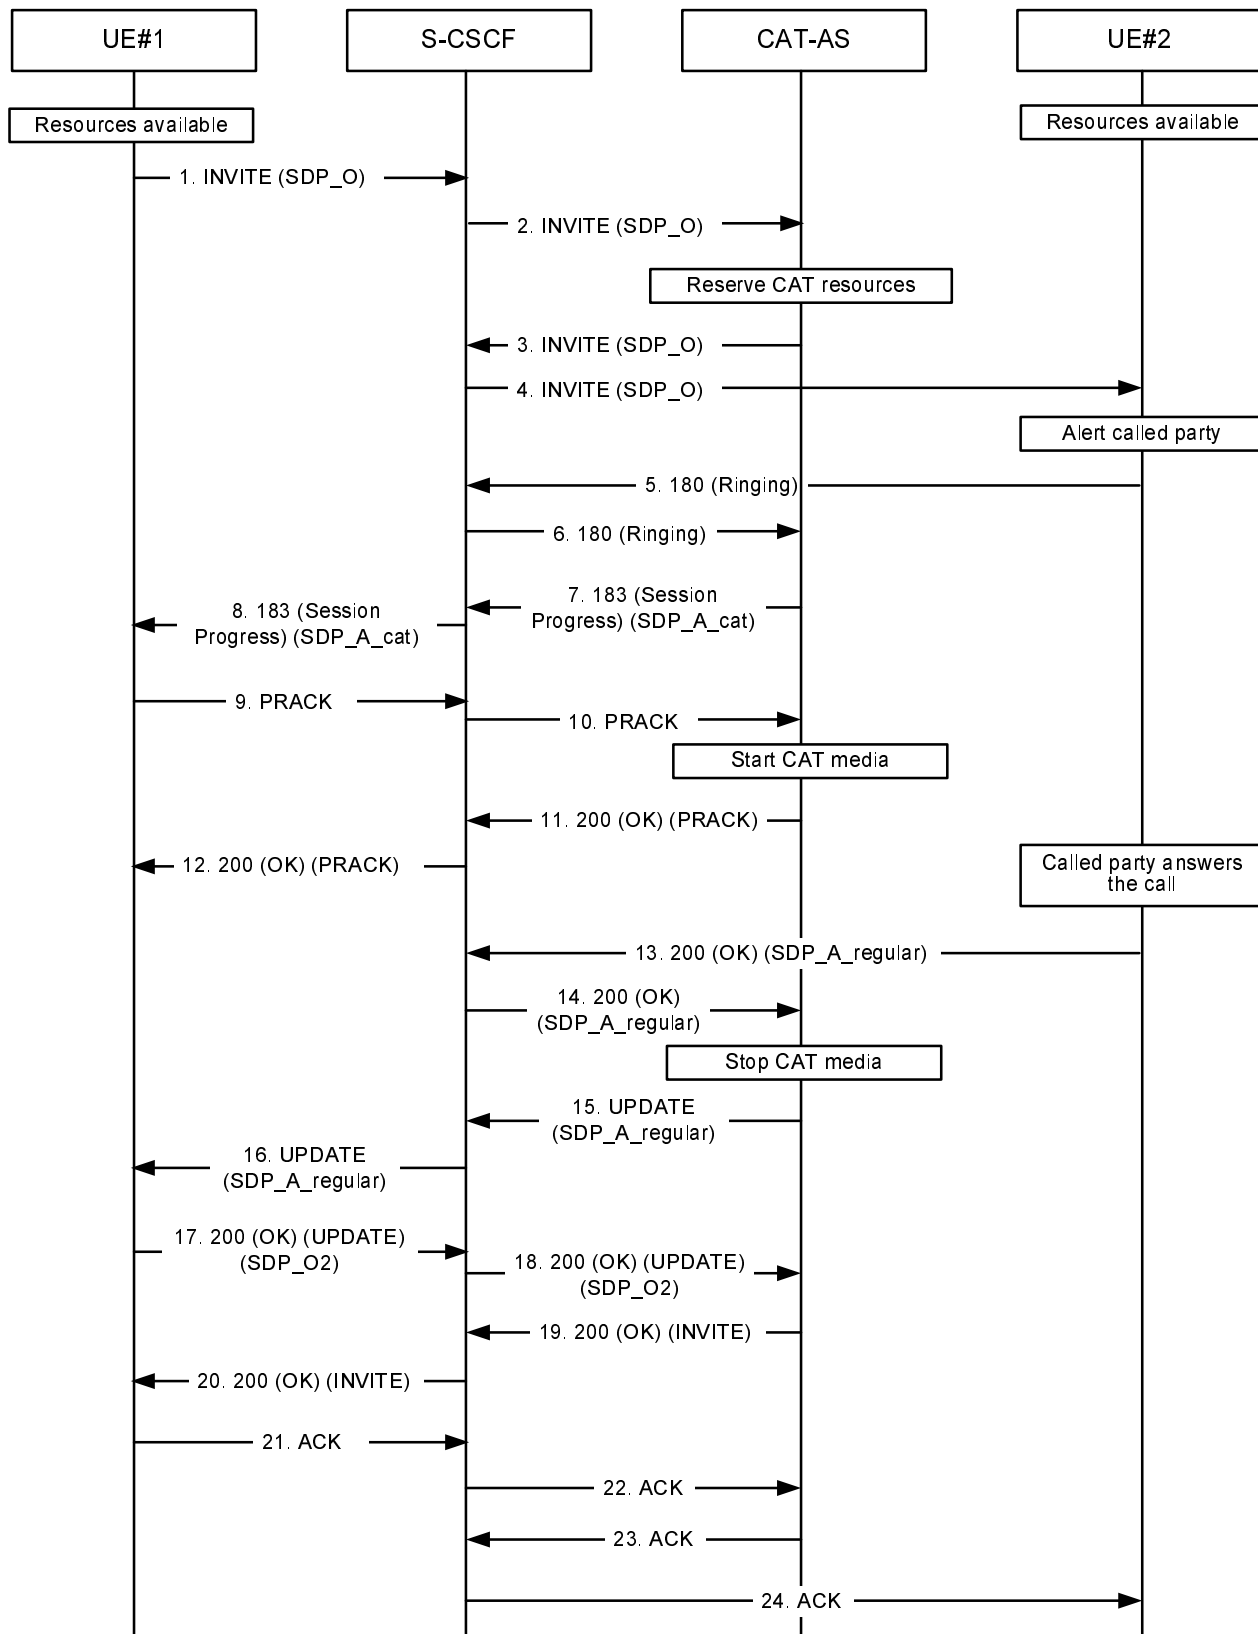 UE#1
S-CSCF
CAT-AS
UE#2
Resources available
Resources available
1. INVITE (SDP_O)
2. INVITE (SDP_O)
Reserve CAT resources
3. INVITE (SDP_O)
4. INVITE (SDP_O)
Alert called party
5. 180 (Ringing)
6. 180 (Ringing)
7. 183 (Session
Progress) (SDP_A_cat)
8. 183 (Session
Progress) (SDP_A_cat)
9. PRACK
10. PRACK
Start CAT media
11. 200 (OK) (PRACK)
12. 200 (OK) (PRACK)
Called party answers
the call
13. 200 (OK) (SDP_A_regular)
14. 200 (OK)
(SDP_A_regular)
Stop CAT media
15. UPDATE
(SDP_A_regular)
16. UPDATE
(SDP_A_regular)
17. 200 (OK) (UPDATE)
(SDP_O2)
18. 200 (OK) (UPDATE)
(SDP_O2)
19. 200 (OK) (INVITE)
20. 200 (OK) (INVITE)
21. ACK
22. ACK
23. ACK
24. ACK